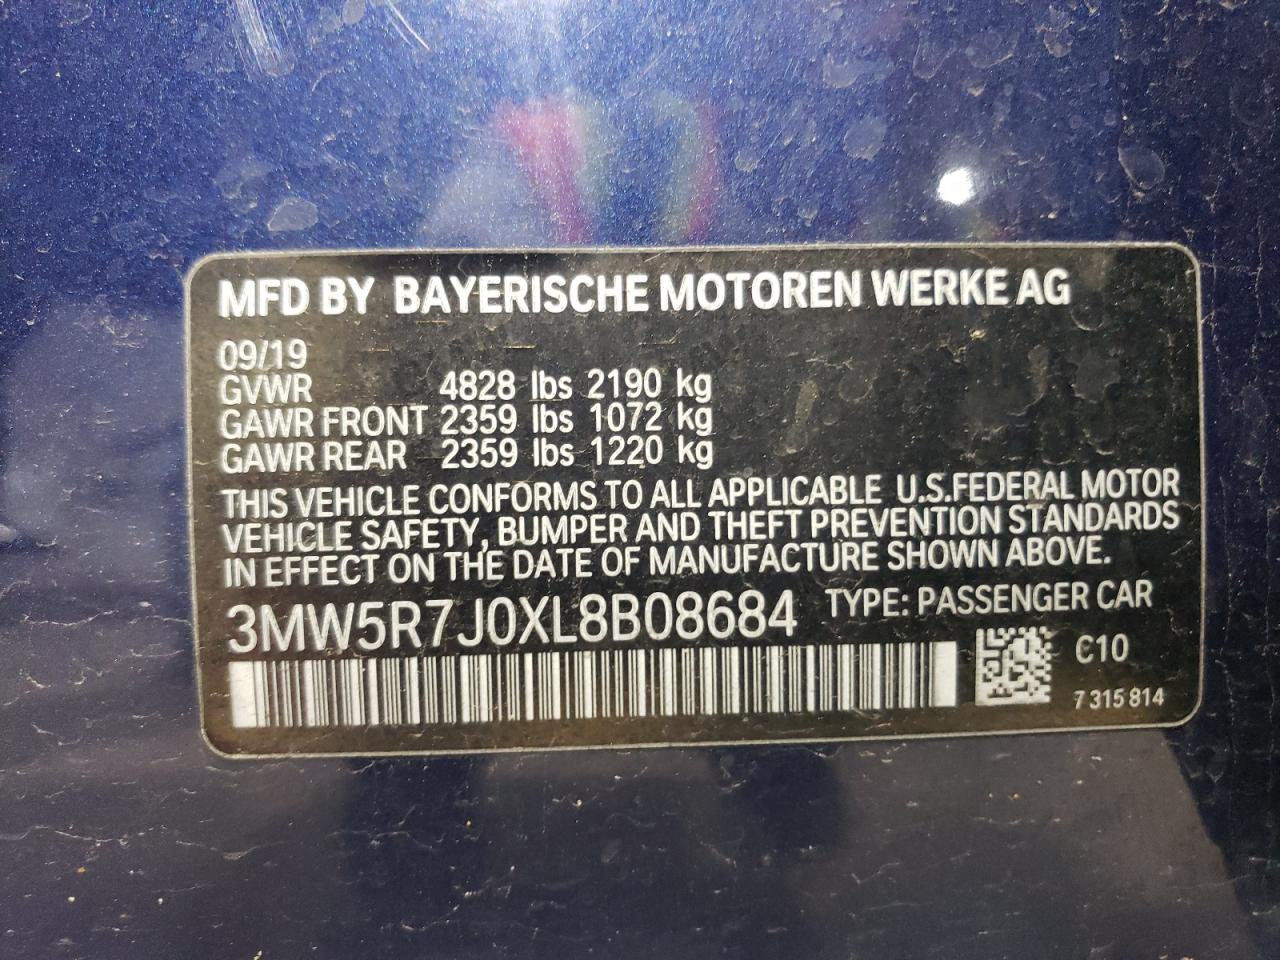 MFD BY BAYERISCHE MOTOREN WERKE AG
09/19
GVWR 4828 lbs 2190 kg
GAWR FRONT 2359 lbs 1072 kg
GAWR REAR 2359 lbs 1220 kg
THIS VEHICLE CONFORMS TO ALL APPLICABLE U.S.FEDERAL MOTOR
VEHICLE SAFETY, BUMPER AND THEFT PREVENTION STANDARDS
IN EFFECT ON THE DATE OF MANUFACTURE SHOWN ABOVE.
3MW5R7J0XL8B08684 TYPE: PASSENGER CAR
C10
7 315 814